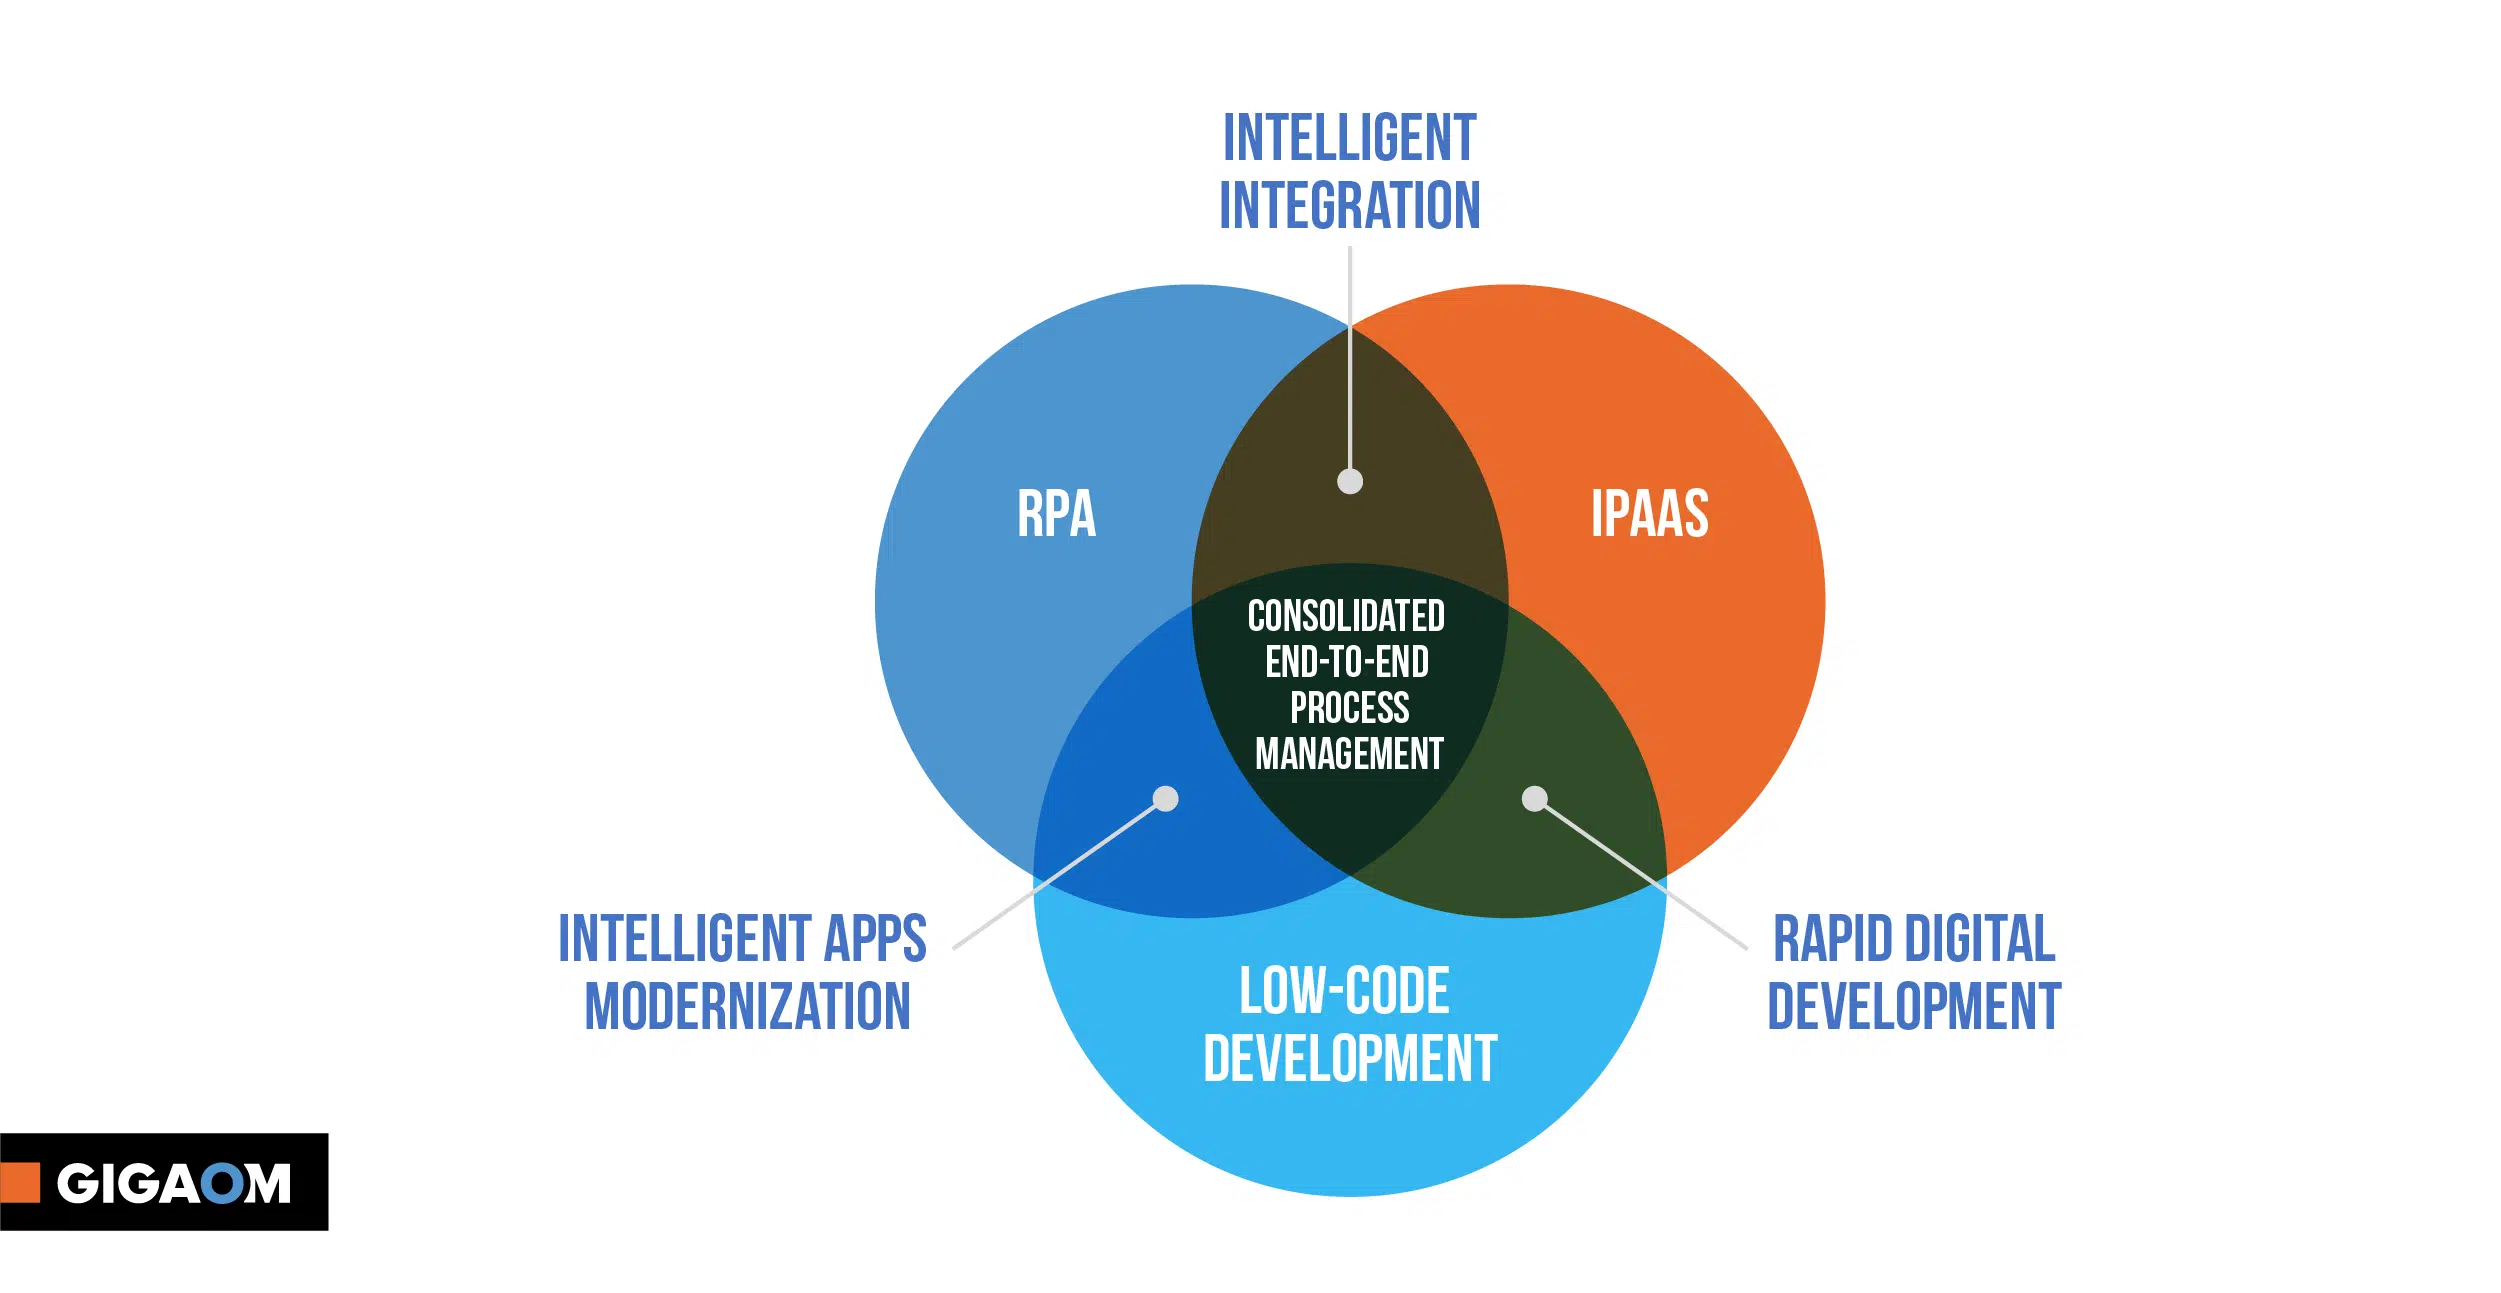 INTELLIGENT
INTEGRATION
RPA
IPAAS
CONSOLIDATED
END-TO-END
PROCESS
MANAGEMENT
INTELLIGENT APPS
MODERNIZATION
RAPID DIGITAL
DEVELOPMENT
LOW-CODE
DEVELOPMENT
GIGAOM